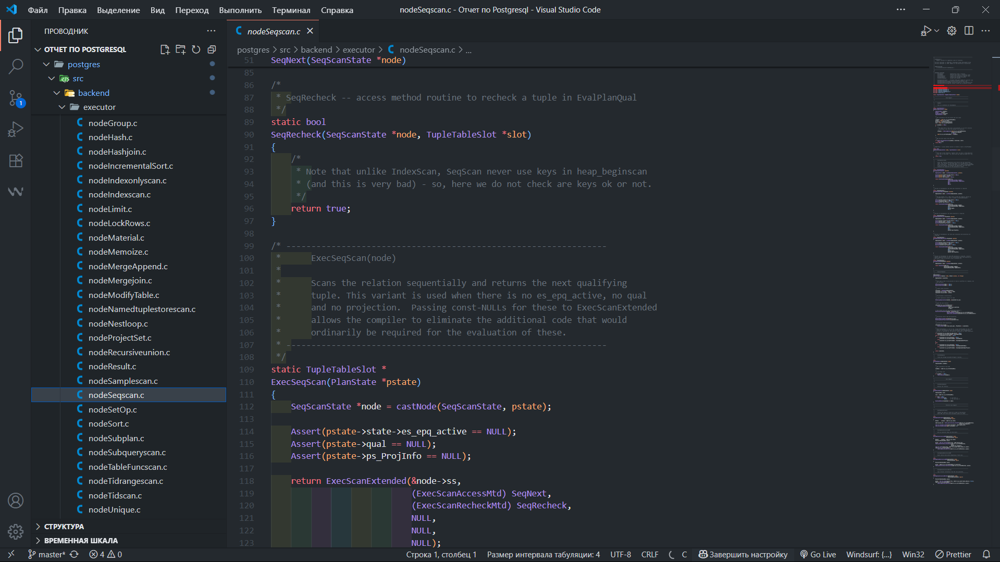 Файл Правка Выделение Вид Переход Выполнить Терминал Справка
nodeSeqscan.c - Отчет по Postgresql - Visual Studio Code
ПРОВОДНИК
ОТЧЕТ ПО POSTGRESQL
postgres
src
backend
executor
nodeGroup.c
nodeHash.c
nodeHashjoin.c
nodeIncrementalSort.c
nodeIndexonlyscan.c
nodeIndexscan.c
nodeLimit.c
nodeLockRows.c
nodeMaterial.c
nodeMemoize.c
nodeMergeAppend.c
nodeMergejoin.c
nodeModifyTable.c
nodeNamedtuplestorescan.c
nodeNestloop.c
nodeProjectSet.c
nodeRecursiveunion.c
nodeResult.c
nodeSamplescan.c
nodeSeqscan.c
nodeSetOp.c
nodeSort.c
nodeSubplan.c
nodeSubqueryscan.c
nodeTableFuncscan.c
nodeTidrangescan.c
nodeTidscan.c
nodeUnique.c
СТРУКТУРА
ВРЕМЕННАЯ ШКАЛА
1
nodeSeqscan.c
postgres > src > backend > executor > nodeSeqscan.c > ...
51 SeqNext(SeqScanState *node)
85
86 /*
87  * SeqRecheck -- access method routine to recheck a tuple in EvalPlanQual
88  */
89 static bool
90 SeqRecheck(SeqScanState *node, TupleTableSlot *slot)
91 {
92     /*
93      * Note that unlike IndexScan, SeqScan never use keys in heap_beginscan
94      * (and this is very bad) - so, here we do not check are keys ok or not.
95      */
96     return true;
97 }
98
99 /* ----------------------------------------------------------------
100  *      ExecSeqScan(node)
101  *
102  *      Scans the relation sequentially and returns the next qualifying
103  *      tuple. This variant is used when there is no es_epq_active, no qual
104  *      and no projection.  Passing const-NULLs for these to ExecScanExtended
105  *      allows the compiler to eliminate the additional code that would
106  *      ordinarily be required for the evaluation of these.
107  * ----------------------------------------------------------------
108  */
109 static TupleTableSlot *
110 ExecSeqScan(PlanState *pstate)
111 {
112     SeqScanState *node = castNode(SeqScanState, pstate);
113
114     Assert(pstate->state->es_epq_active == NULL);
115     Assert(pstate->qual == NULL);
116     Assert(pstate->ps_ProjInfo == NULL);
117
118     return ExecScanExtended(&node->ss,
119                             (ExecScanAccessMtd) SeqNext,
120                             (ExecScanRecheckMtd) SeqRecheck,
121                             NULL,
122                             NULL,
123                             NULL);
master* 4 0
Строка 1, столбец 1 Размер интервала табуляции: 4 UTF-8 CRLF C Завершить настройку Go Live Windsurf: {...} Win32 Prettier